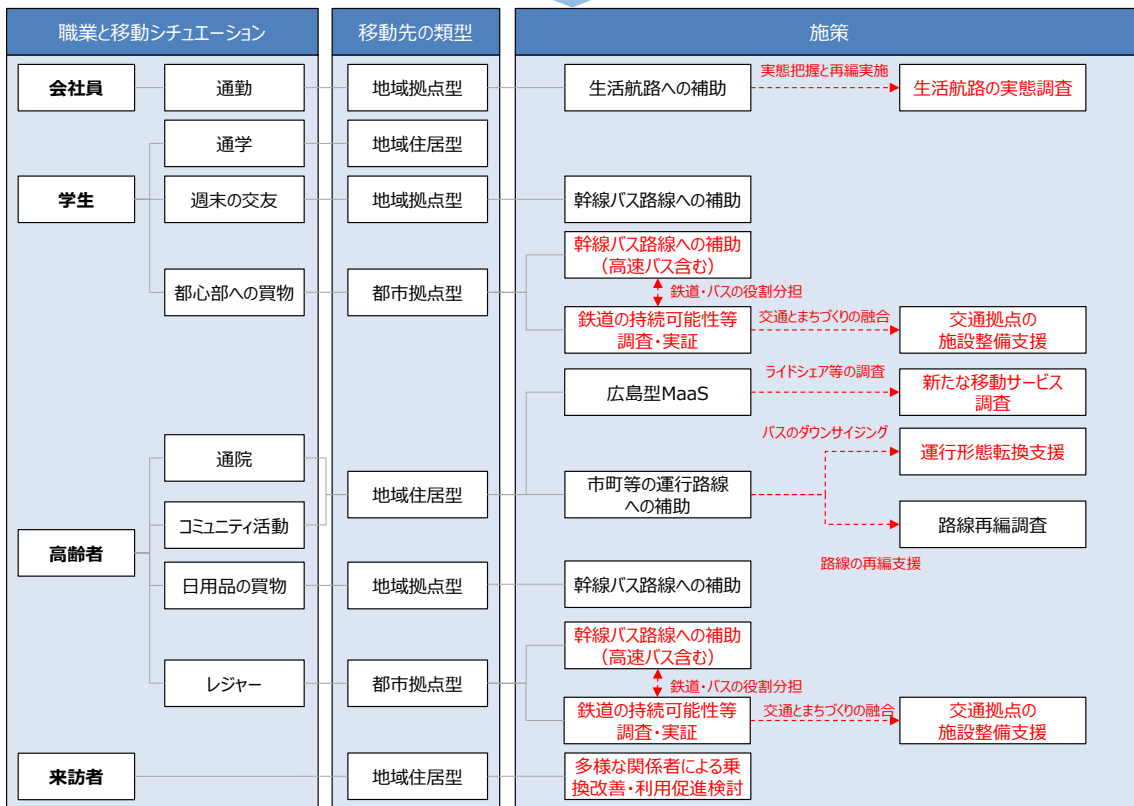 職業と移動シチュエーション
移動先の類型
施策
会社員
通勤
地域拠点型
生活航路への補助
実態把握と再編実施
生活航路の実態調査
通学
地域住居型
学生
週末の交友
地域拠点型
幹線バス路線への補助
都心部への買物
都市拠点型
幹線バス路線への補助
（高速バス含む）
鉄道・バスの役割分担
鉄道の持続可能性等
調査・実証
交通とまちづくりの融合
交通拠点の
施設整備支援
広島型MaaS
ライドシェア等の調査
新たな移動サービス
調査
高齢者
通院
コミュニティ活動
地域住居型
市町等の運行路線
への補助
バスのダウンサイジング
運行形態転換支援
路線再編調査
路線の再編支援
日用品の買物
地域拠点型
幹線バス路線への補助
レジャー
都市拠点型
幹線バス路線への補助
（高速バス含む）
鉄道・バスの役割分担
鉄道の持続可能性等
調査・実証
交通とまちづくりの融合
交通拠点の
施設整備支援
来訪者
地域住居型
多様な関係者による乗
換改善・利用促進検討